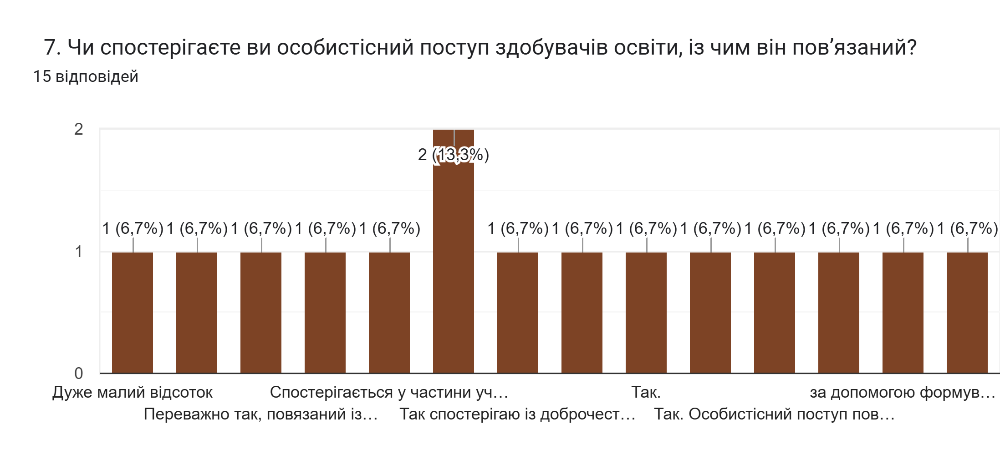 7. Чи спостерігаєте ви особистісний поступ здобувачів освіти, із чим він пов’язаний?
15 відповідей
2
2 (13,3%)
1 (6,7%) 1 (6,7%) 1 (6,7%) 1 (6,7%) 1 (6,7%) 1 (6,7%) 1 (6,7%) 1 (6,7%) 1 (6,7%) 1 (6,7%) 1 (6,7%) 1 (6,7%) 1 (6,7%)
1
0
Дуже малий відсоток Спостерігається у частини уч… Так. за допомогою формув…
Переважно так, повязаний із… Так спостерігаю із доброчест… Так. Особистісний поступ пов…